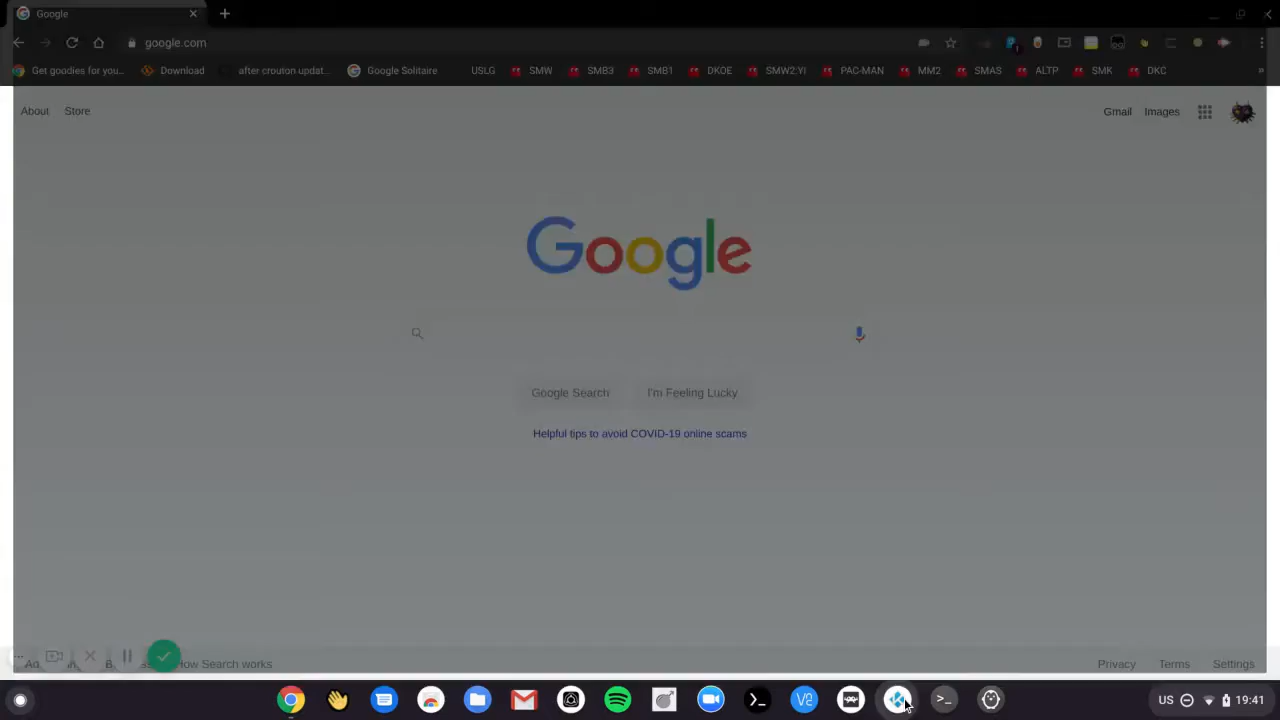 Google
google.com
Get goodies for you...
Download
after crouton updat...
Google Solitaire
USLG
SMW
SMB3
SMB1
DKOE
SMW2:YI
PAC-MAN
MM2
SMAS
ALTP
SMK
DKC
»
About
Store
Gmail
Images
Google
Google Search
I'm Feeling Lucky
Helpful tips to avoid COVID-19 online scams
How Search works
Privacy
Terms
Settings
V2
US
19:41